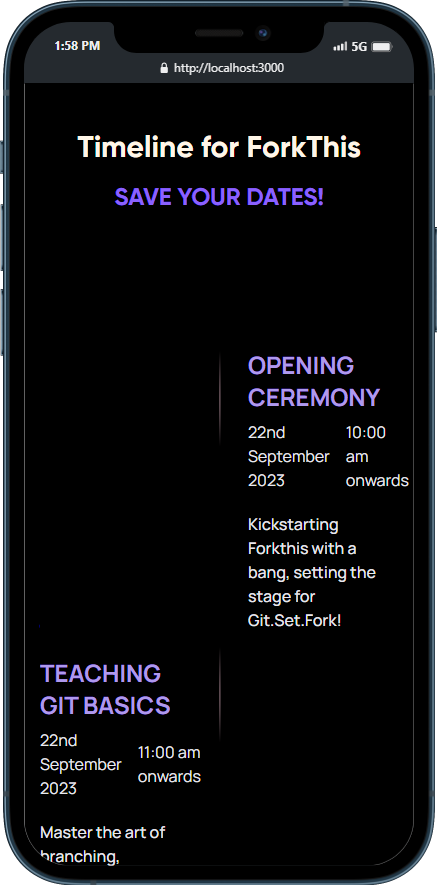 1:58 PM
5G
http://localhost:3000
Timeline for ForkThis
SAVE YOUR DATES!
OPENING
CEREMONY
22nd
September
2023
10:00
am
onwards
Kickstarting
Forkthis with a
bang, setting the
stage for
Git.Set.Fork!
TEACHING
GIT BASICS
22nd
September
2023
11:00 am
onwards
Master the art of
branching,